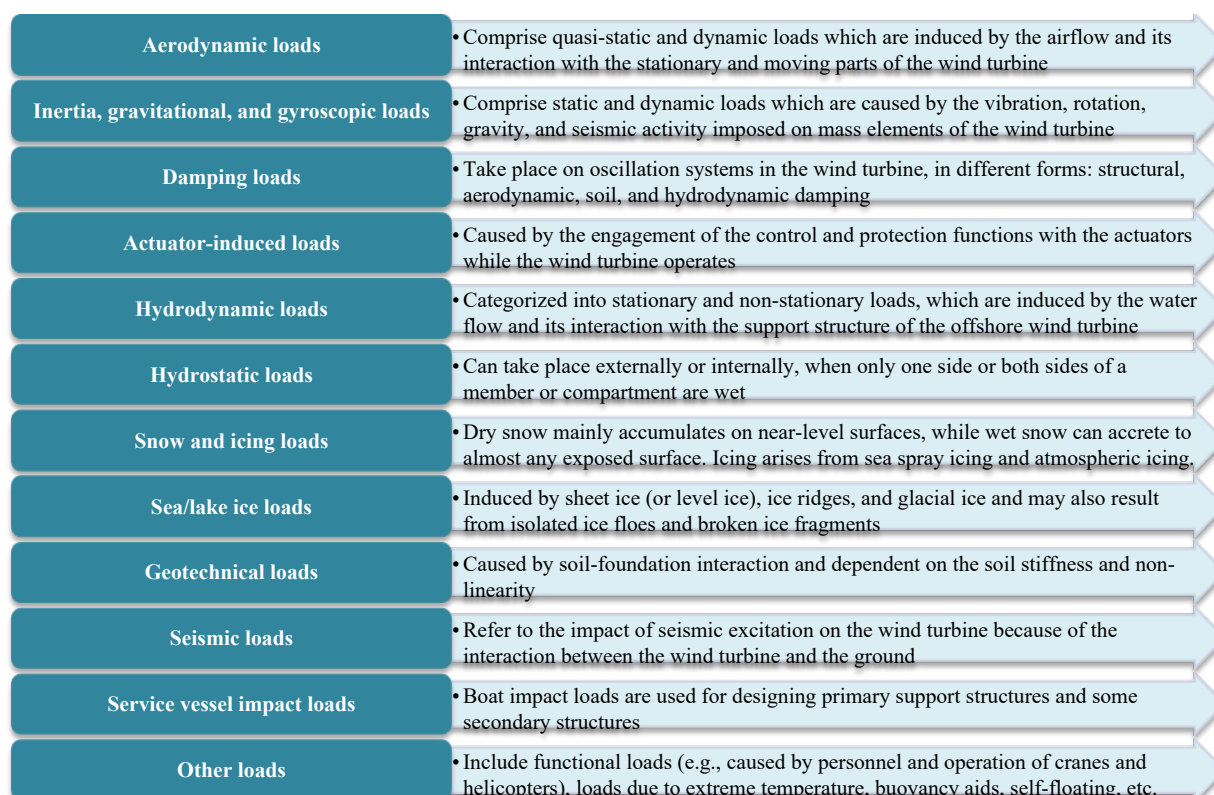 Aerodynamic loads
• Comprise quasi-static and dynamic loads which are induced by the airflow and its
interaction with the stationary and moving parts of the wind turbine
Inertia, gravitational, and gyroscopic loads
• Comprise static and dynamic loads which are caused by the vibration, rotation,
gravity, and seismic activity imposed on mass elements of the wind turbine
Damping loads
• Take place on oscillation systems in the wind turbine, in different forms: structural,
aerodynamic, soil, and hydrodynamic damping
Actuator-induced loads
• Caused by the engagement of the control and protection functions with the actuators
while the wind turbine operates
Hydrodynamic loads
• Categorized into stationary and non-stationary loads, which are induced by the water
flow and its interaction with the support structure of the offshore wind turbine
Hydrostatic loads
• Can take place externally or internally, when only one side or both sides of a
member or compartment are wet
Snow and icing loads
• Dry snow mainly accumulates on near-level surfaces, while wet snow can accrete to
almost any exposed surface. Icing arises from sea spray icing and atmospheric icing.
Sea/lake ice loads
• Induced by sheet ice (or level ice), ice ridges, and glacial ice and may also result
from isolated ice floes and broken ice fragments
Geotechnical loads
• Caused by soil-foundation interaction and dependent on the soil stiffness and non-
linearity
Seismic loads
• Refer to the impact of seismic excitation on the wind turbine because of the
interaction between the wind turbine and the ground
Service vessel impact loads
• Boat impact loads are used for designing primary support structures and some
secondary structures
Other loads
• Include functional loads (e.g., caused by personnel and operation of cranes and
helicopters), loads due to extreme temperature, buoyancy aids, self-floating, etc.